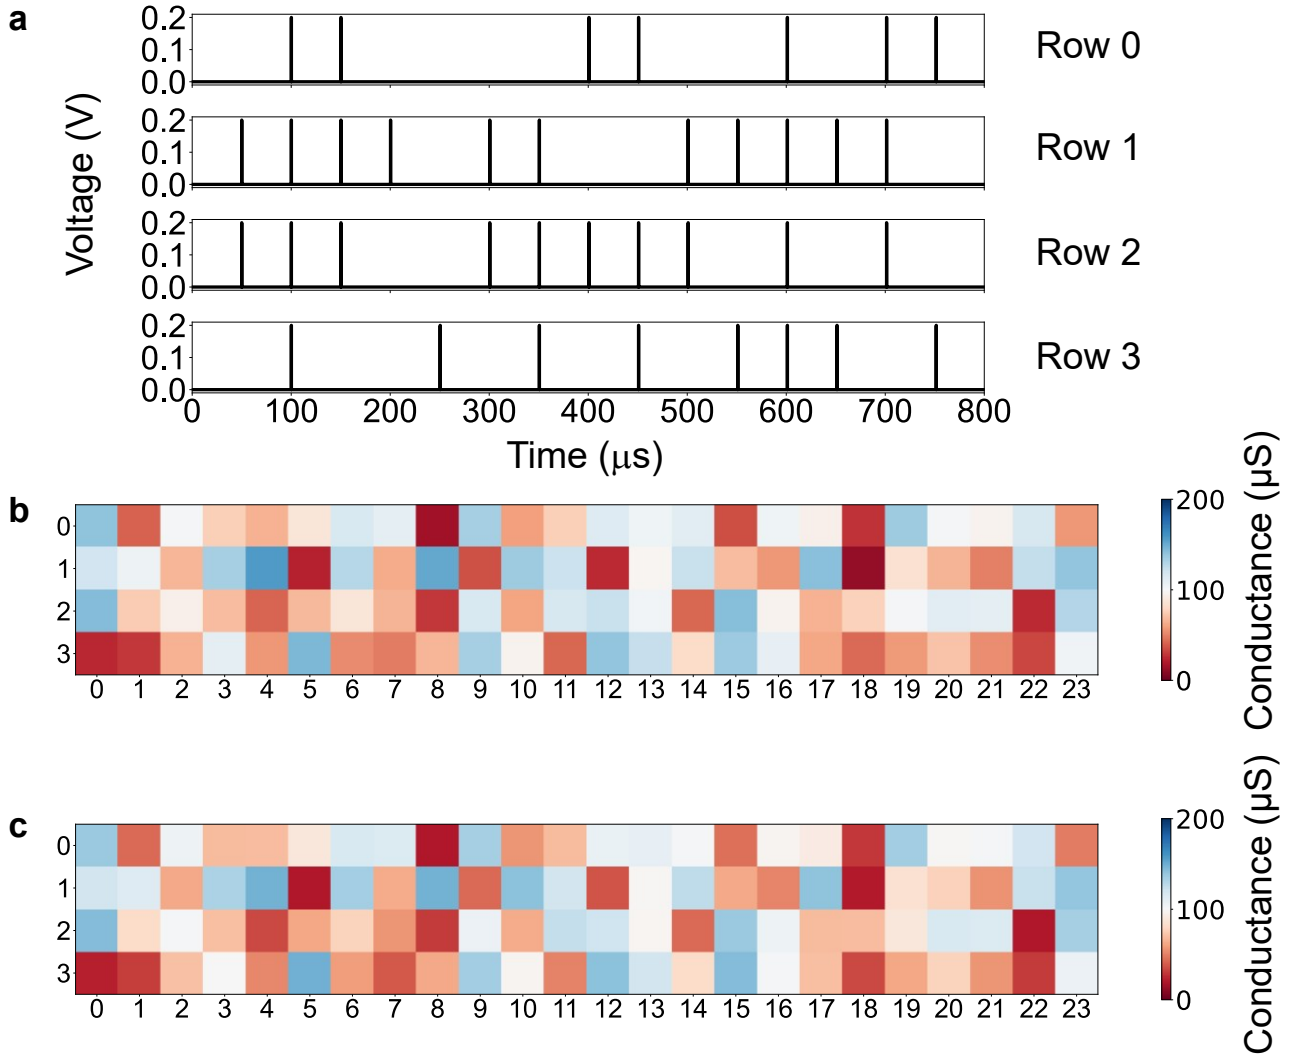 a
Voltage (V)
0.2
0.1
0.0
Row 0
0.2
0.1
0.0
Row 1
0.2
0.1
0.0
Row 2
0.2
0.1
0.0
Row 3
0 100 200 300 400 500 600 700 800
Time (μs)
b
0
1
2
3
0 1 2 3 4 5 6 7 8 9 10 11 12 13 14 15 16 17 18 19 20 21 22 23
200
100
0
Conductance (μS)
c
0
1
2
3
0 1 2 3 4 5 6 7 8 9 10 11 12 13 14 15 16 17 18 19 20 21 22 23
200
100
0
Conductance (μS)